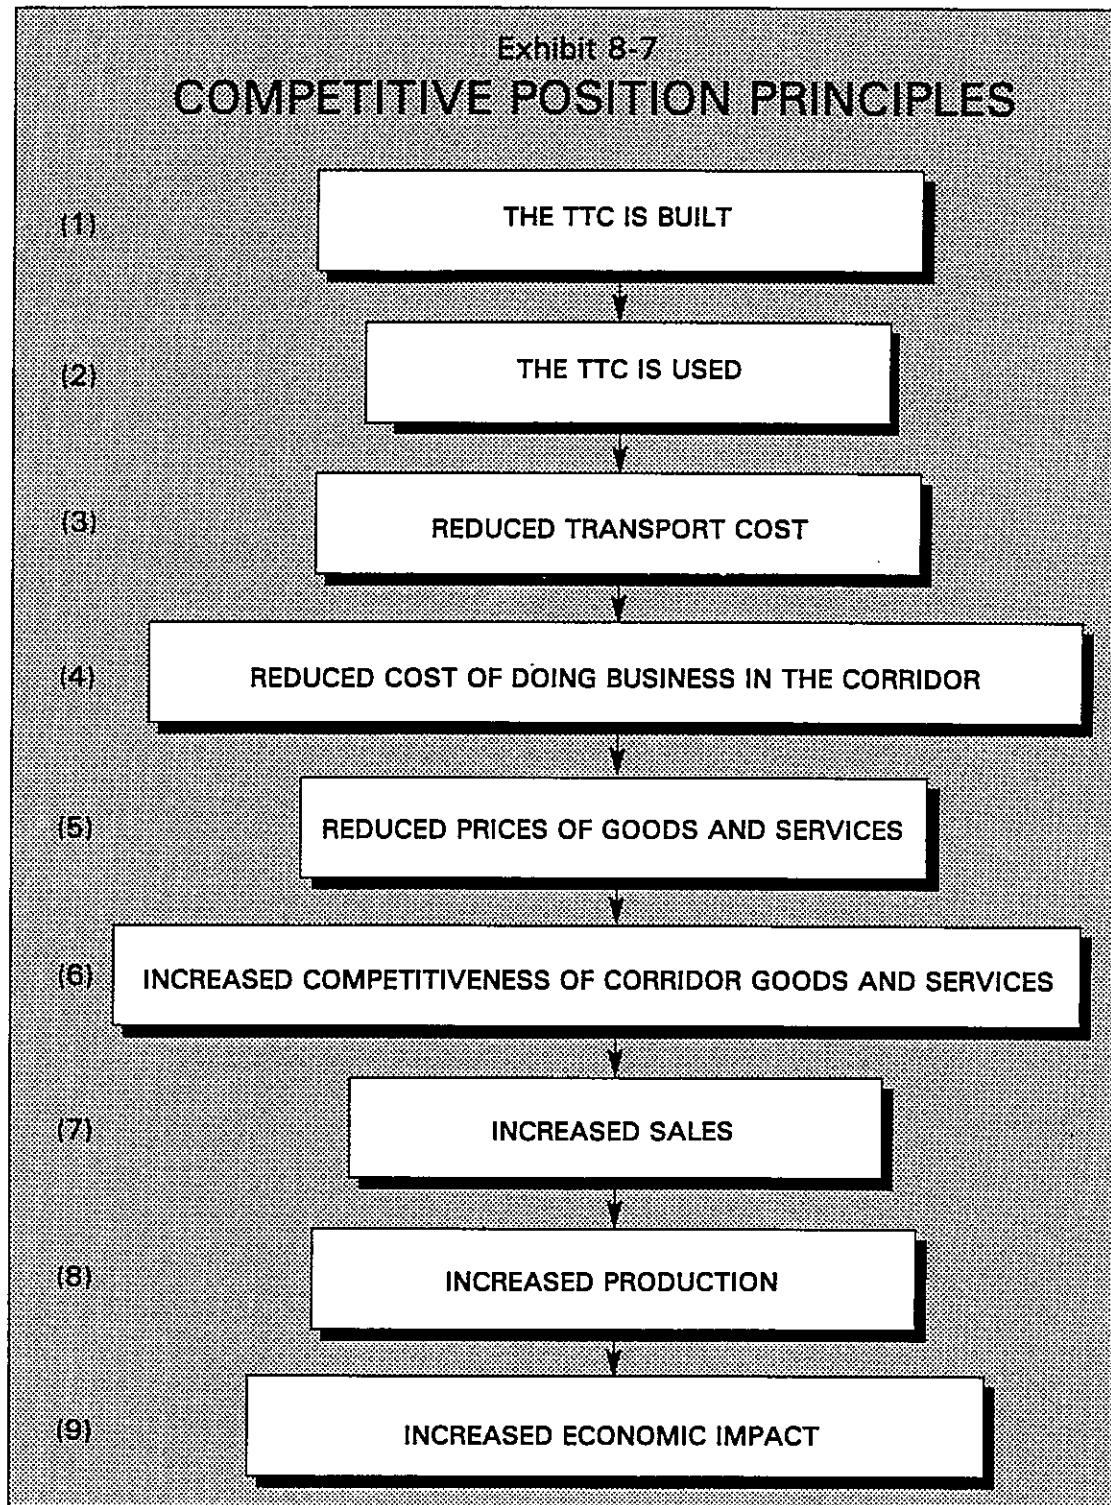 Exhibit 8-7
COMPETITIVE POSITION PRINCIPLES
(1) THE TTC IS BUILT
(2) THE TTC IS USED
(3) REDUCED TRANSPORT COST
(4) REDUCED COST OF DOING BUSINESS IN THE CORRIDOR
(5) REDUCED PRICES OF GOODS AND SERVICES
(6) INCREASED COMPETITIVENESS OF CORRIDOR GOODS AND SERVICES
(7) INCREASED SALES
(8) INCREASED PRODUCTION
(9) INCREASED ECONOMIC IMPACT